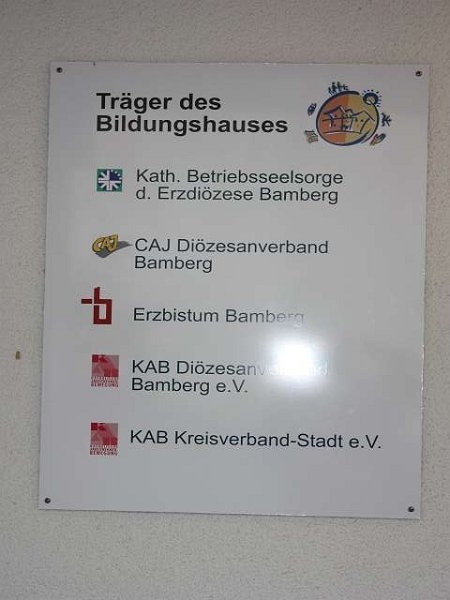 Träger des
Bildungshauses
Kath. Betriebsseelsorge
d. Erzdiözese Bamberg
CAJ
CAJ Diözesanverband
Bamberg
Erzbistum Bamberg
KAB Diözesanverband
Bamberg e.V.
KAB Kreisverband-Stadt e.V.